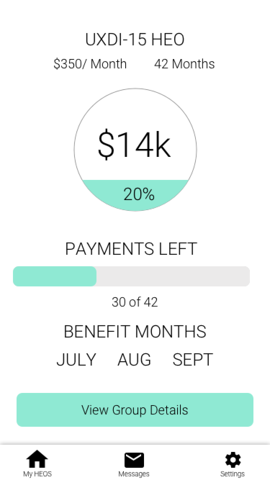 UXDI-15 HEO
$350/ Month 42 Months
$14k
20%
PAYMENTS LEFT
30 of 42
BENEFIT MONTHS
JULY AUG SEPT
View Group Details
My HEOS Messages Settings